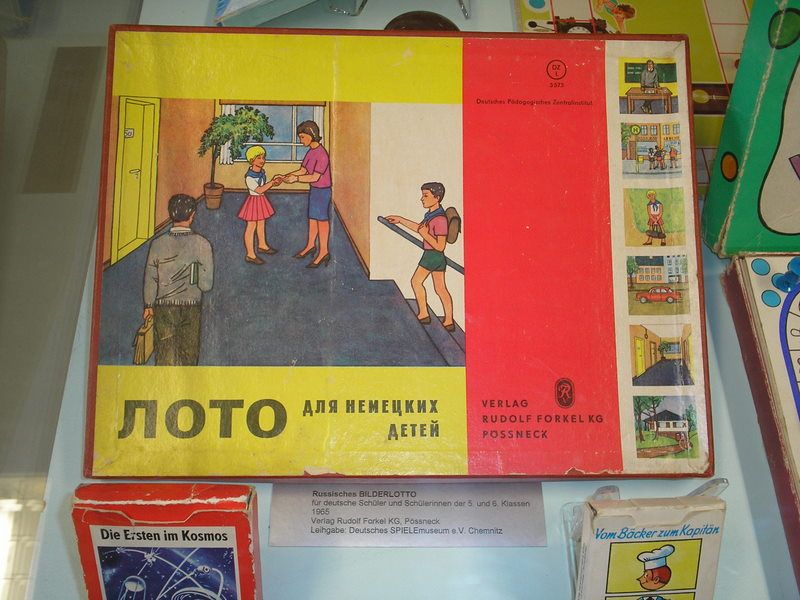 DZ
I
3573
Deutsches Pädagogisches Zentralinstitut
ЛОТО
ДЛЯ НЕМЕЦКИХ
ДЕТЕЙ
VERLAG
RUDOLF FORKEL KG
PÖSSNECK
Russisches BILDERLOTTO
für deutsche Schüler und Schülerinnen der 5. und 6. Klassen
1965
Verlag Rudolf Forkel KG, Pössneck
Leihgabe: Deutsches SPIELEmuseum e.V. Chemnitz
Die Ersten im Kosmos
Vom Bäcker zum Kapitän